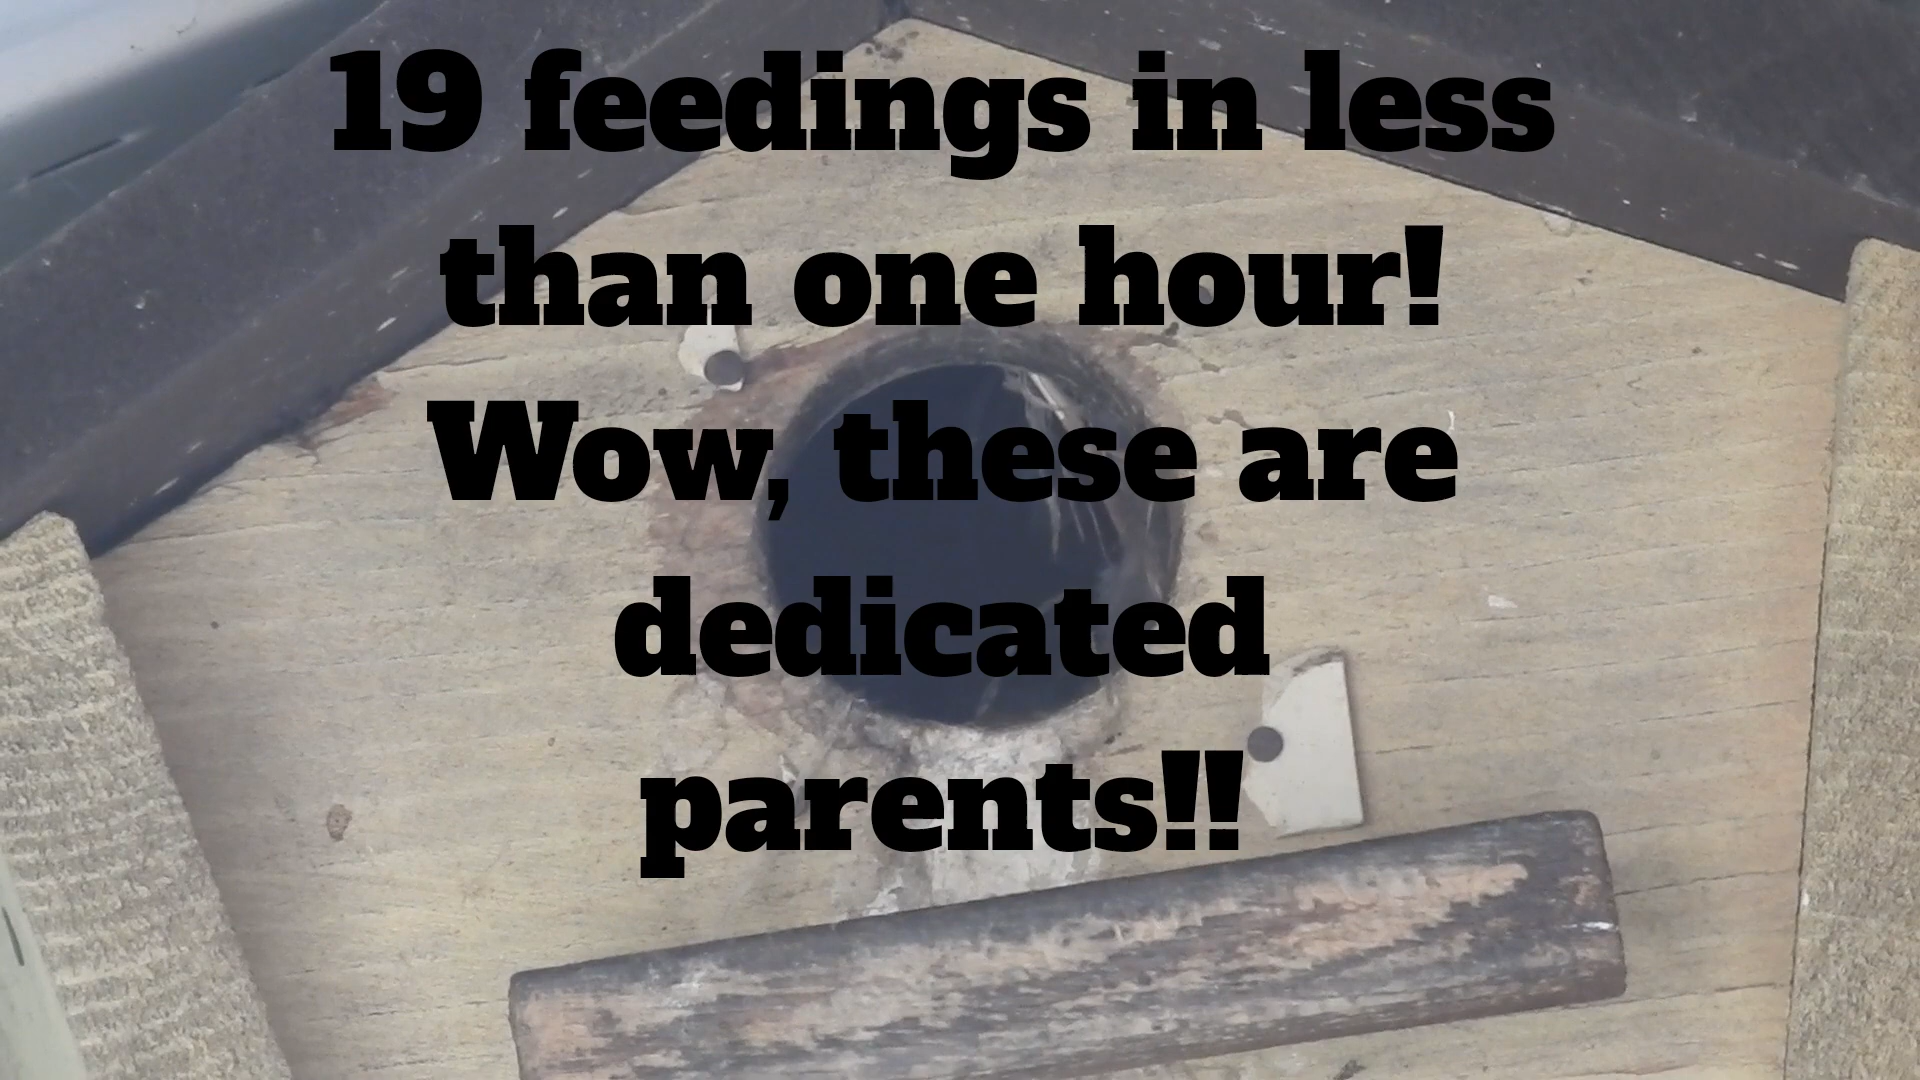 19 feedings in less
than one hour!
Wow, these are
dedicated
parents!!